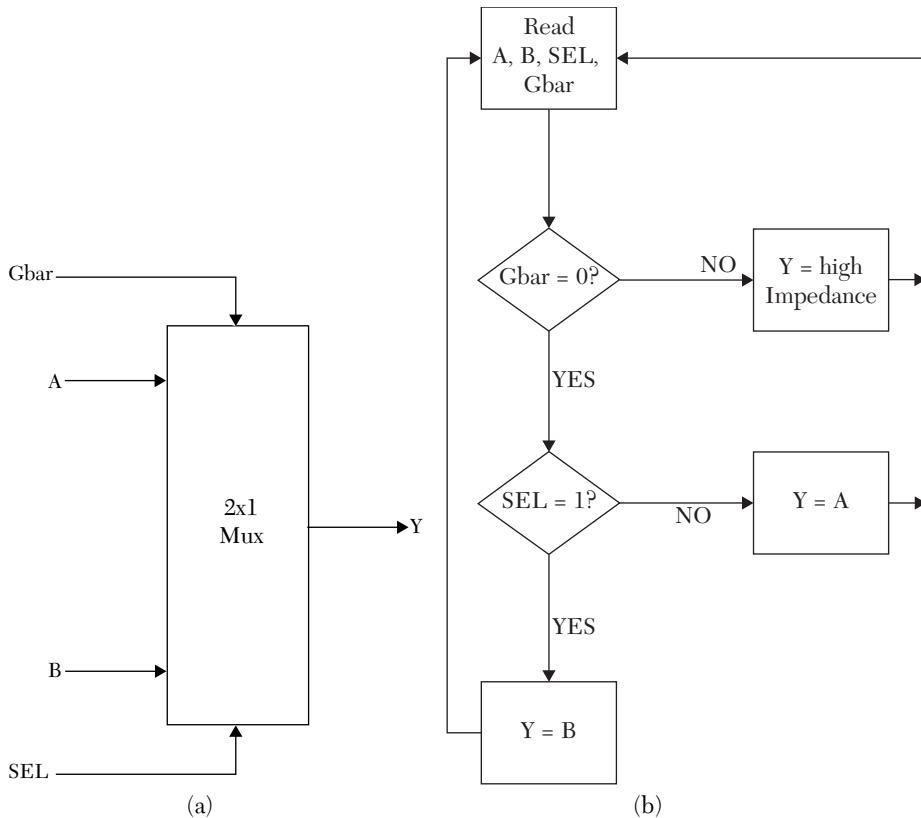 Gbar
A
2x1
Mux
Y
B
SEL
(a)
Read
A, B, SEL,
Gbar
Gbar = 0?
NO
Y = high
Impedance
YES
SEL = 1?
NO
Y = A
YES
Y = B
(b)